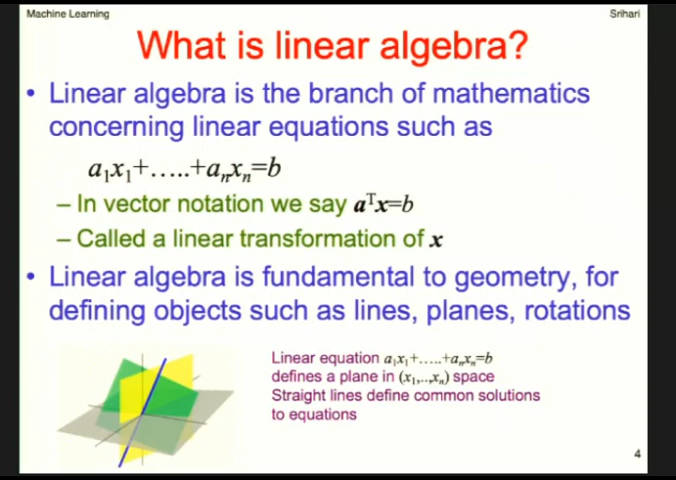 Machine Learning
Srihari
What is linear algebra?
• Linear algebra is the branch of mathematics
concerning linear equations such as
a₁x₁+…..+aₙxₙ=b
– In vector notation we say aᵀx=b
– Called a linear transformation of x
• Linear algebra is fundamental to geometry, for
defining objects such as lines, planes, rotations
Linear equation a₁x₁+…..+aₙxₙ=b
defines a plane in (x₁,..,xₙ) space
Straight lines define common solutions
to equations
4